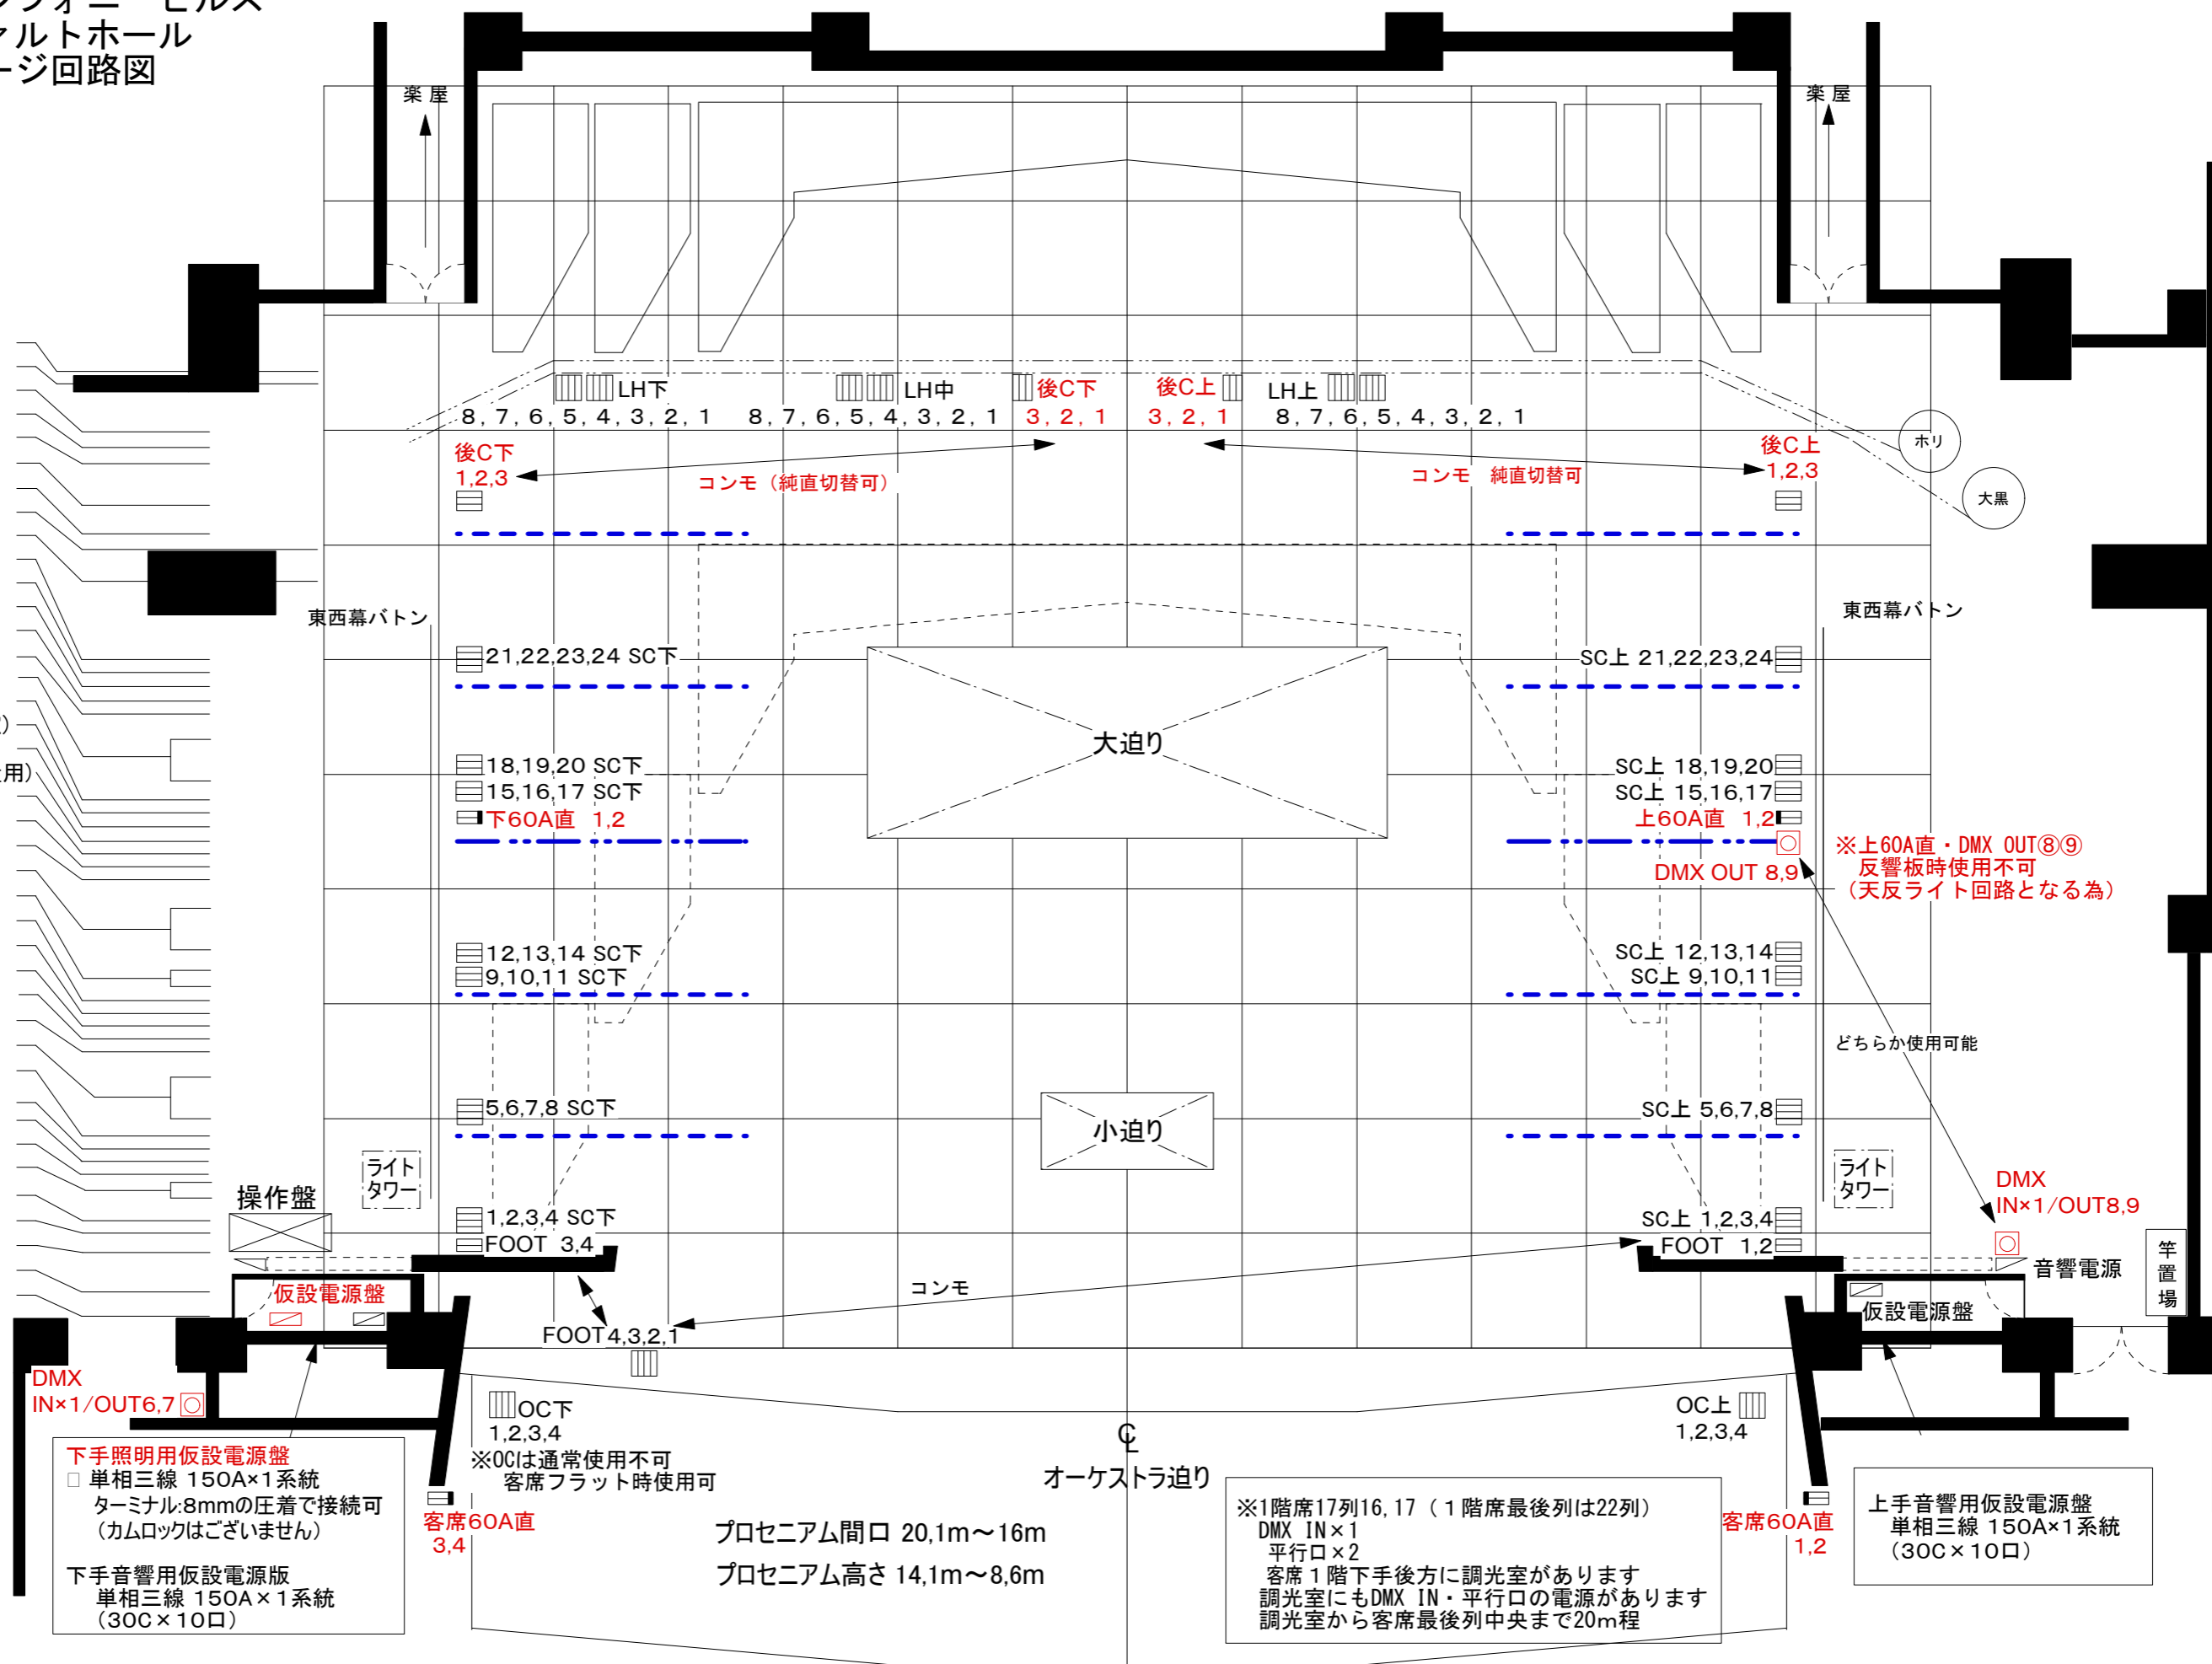 ァルトホール
ージ回路図
楽屋
楽屋
LH下
LH中
後C下
後C上
LH上
8, 7, 6, 5, 4, 3, 2, 1
8, 7, 6, 5, 4, 3, 2, 1
3, 2, 1
3, 2, 1
8, 7, 6, 5, 4, 3, 2, 1
ホリ
後C下
1,2,3
コンモ（純直切替可）
コンモ 純直切替可
後C上
1,2,3
大黒
東西幕バトン
東西幕バトン
21,22,23,24 SC下
SC上 21,22,23,24
大迫り
用）
18,19,20 SC下
SC上 18,19,20
15,16,17 SC下
SC上 15,16,17
下60A直 1,2
上60A直 1,2
DMX OUT 8,9
※上60A直・DMX OUT⑧⑨
反響板時使用不可
（天反ライト回路となる為）
12,13,14 SC下
SC上 12,13,14
9,10,11 SC下
SC上 9,10,11
どちらか使用可能
5,6,7,8 SC下
SC上 5,6,7,8
小迫り
ライト
タワー
ライト
タワー
操作盤
DMX
IN×1/OUT8,9
1,2,3,4 SC下
SC上 1,2,3,4
FOOT 3,4
FOOT 1,2
竿置場
音響電源
コンモ
仮設電源盤
仮設電源盤
FOOT4,3,2,1
DMX
IN×1/OUT6,7
OC下
1,2,3,4
※OCは通常使用不可
客席フラット時使用可
OC上
1,2,3,4
℄
オーケストラ迫り
下手照明用仮設電源盤
□ 単相三線 150A×1系統
ターミナル:8mmの圧着で接続可
（カムロックはございません）
下手音響用仮設電源版
単相三線 150A×1系統
（30C×10口）
客席60A直
3,4
プロセニアム間口 20,1m～16m
プロセニアム高さ 14,1m～8,6m
※1階席17列16,17（１階席最後列は22列）
DMX IN×1
平行口×2
客席１階下手後方に調光室があります
調光室にもDMX IN・平行口の電源があります
調光室から客席最後列中央まで20m程
客席60A直
1,2
上手音響用仮設電源盤
単相三線 150A×1系統
（30C×10口）